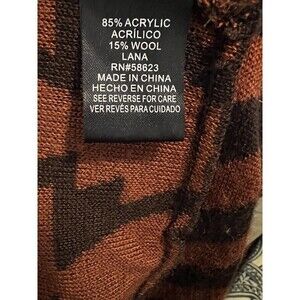 85% ACRYLIC
ACRÍLICO
15% WOOL
LANA
RN#58623
MADE IN CHINA
HECHO EN CHINA
SEE REVERSE FOR CARE
VER REVÉS PARA CUIDADO